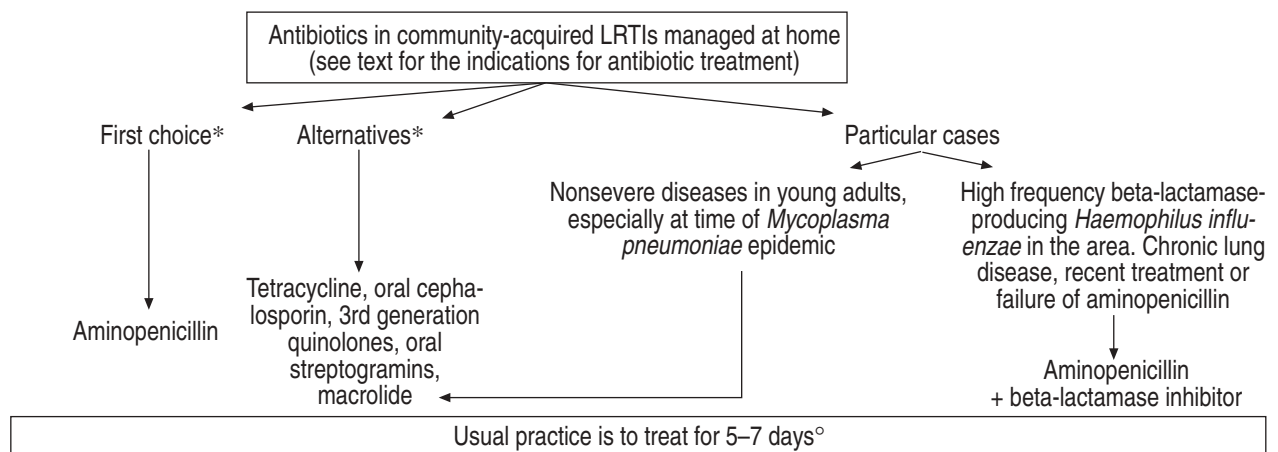 Antibiotics in community-acquired LRTIs managed at home
(see text for the indications for antibiotic treatment)
First choice*
Alternatives*
Particular cases
Nonsevere diseases in young adults,
especially at time of Mycoplasma
pneumoniae epidemic
High frequency beta-lactamase-
producing Haemophilus influ-
enzae in the area. Chronic lung
disease, recent treatment or
failure of aminopenicillin
Aminopenicillin
Tetracycline, oral cepha-
losporin, 3rd generation
quinolones, oral
streptogramins,
macrolide
Aminopenicillin
+ beta-lactamase inhibitor
Usual practice is to treat for 5–7 days°